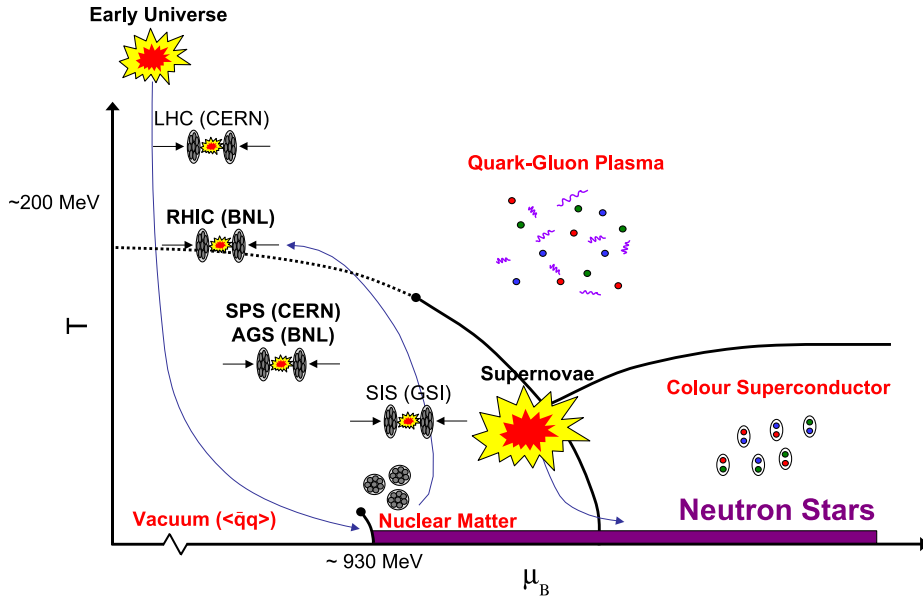 Early Universe
LHC (CERN)
Quark-Gluon Plasma
~200 MeV
RHIC (BNL)
SPS (CERN)
AGS (BNL)
T
Supernovae
SIS (GSI)
Colour Superconductor
Neutron Stars
Vacuum (<q̄q>)
Nuclear Matter
~ 930 MeV
μB